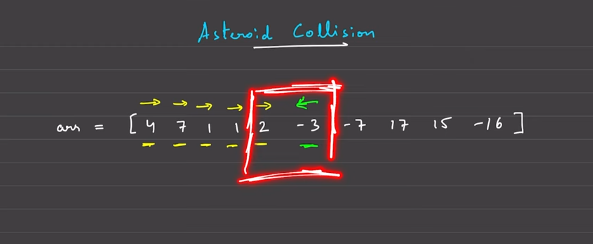 Asteroid Collision
arr = [ 4 7 1 1 2 -3 -7 17 15 -16 ]